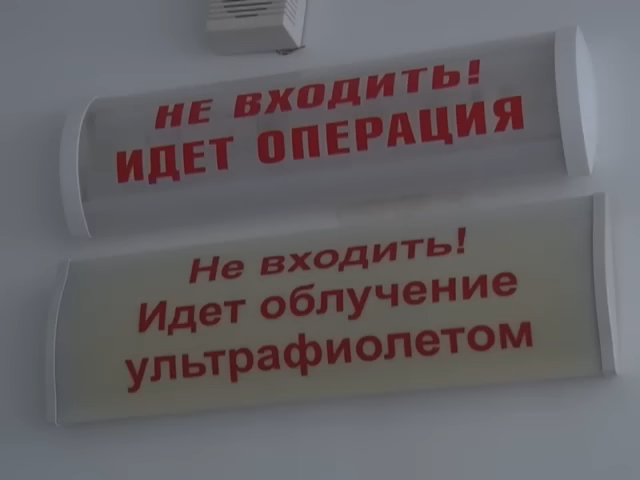 НЕ ВХОДИТЬ!
ИДЕТ ОПЕРАЦИЯ
Не входить!
Идет облучение
ультрафиолетом